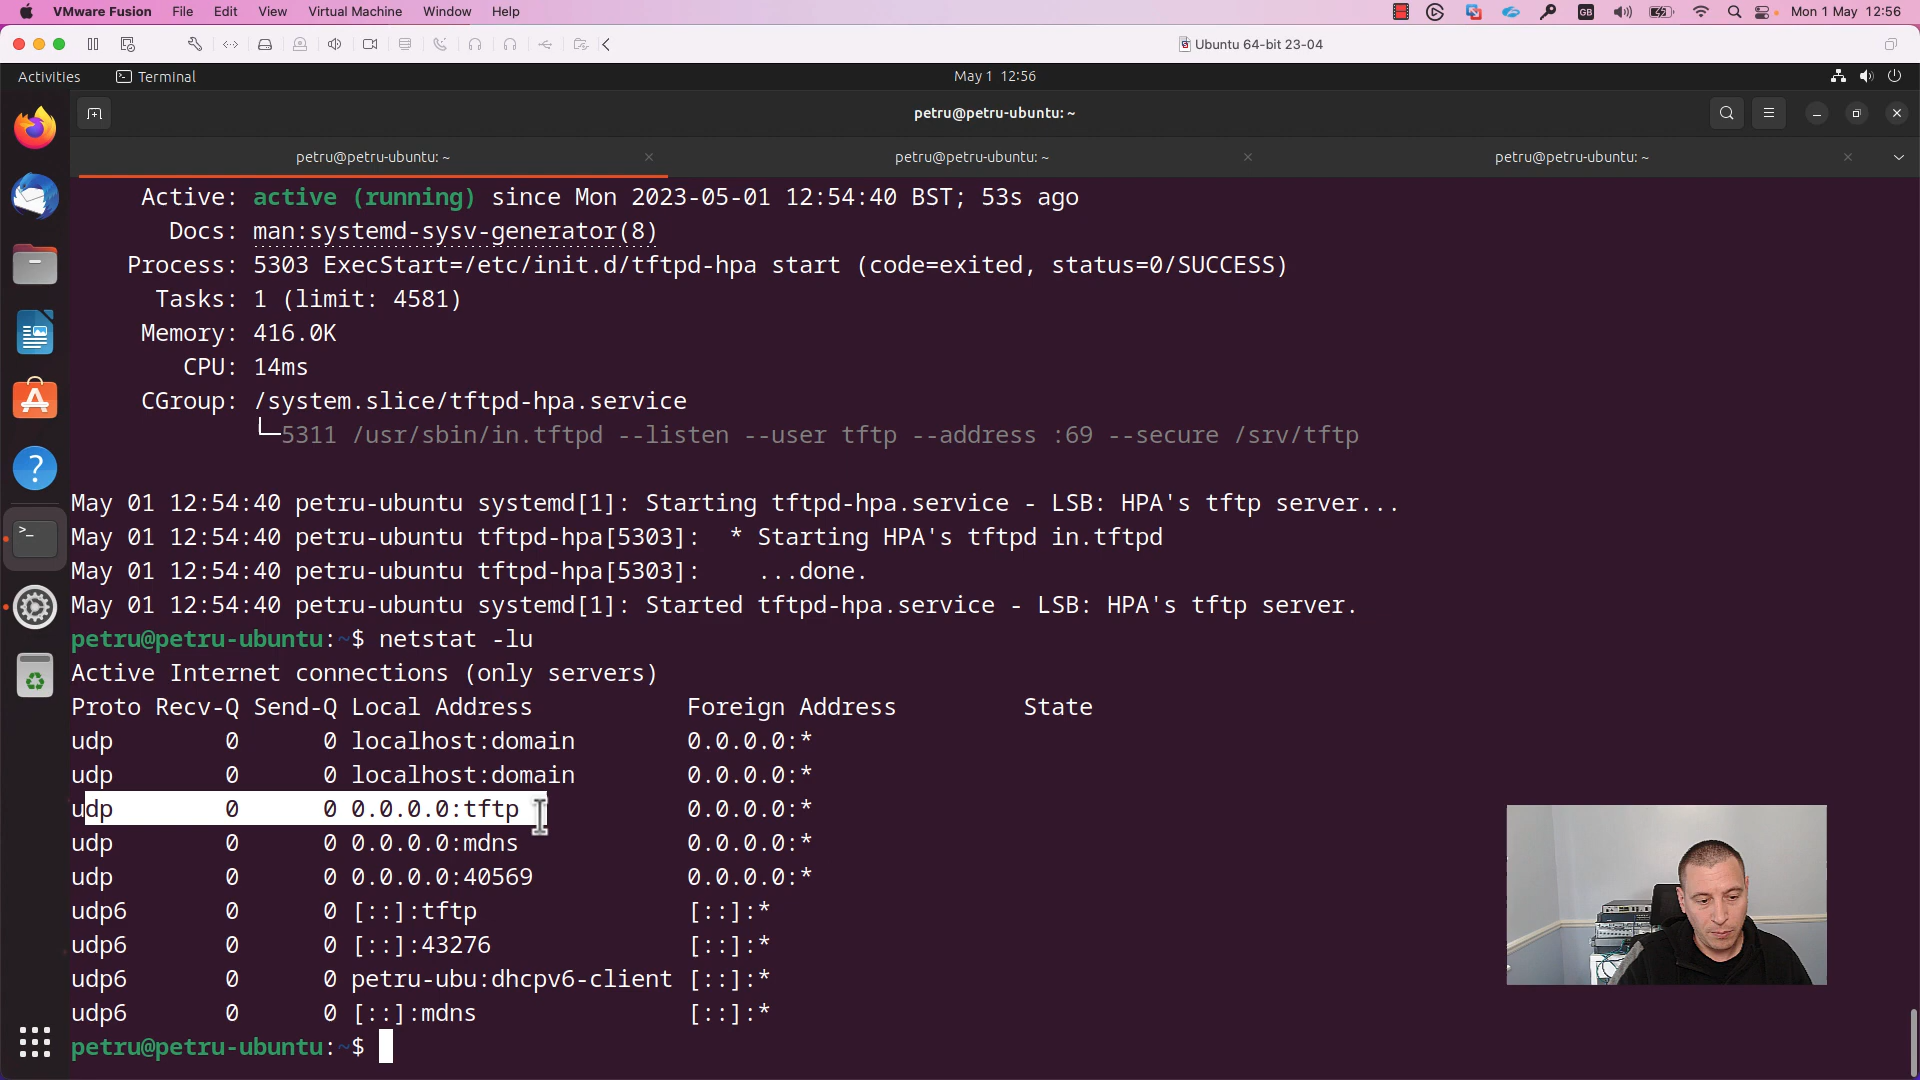 VMware Fusion File Edit View Virtual Machine Window Help GB Mon 1 May 12:56
Ubuntu 64-bit 23-04
Activities Terminal May 1 12:56
petru@petru-ubuntu: ~
petru@petru-ubuntu: ~ petru@petru-ubuntu: ~ petru@petru-ubuntu: ~
Active: active (running) since Mon 2023-05-01 12:54:40 BST; 53s ago
Docs: man:systemd-sysv-generator(8)
Process: 5303 ExecStart=/etc/init.d/tftpd-hpa start (code=exited, status=0/SUCCESS)
Tasks: 1 (limit: 4581)
Memory: 416.0K
CPU: 14ms
CGroup: /system.slice/tftpd-hpa.service
└─5311 /usr/sbin/in.tftpd --listen --user tftp --address :69 --secure /srv/tftp
May 01 12:54:40 petru-ubuntu systemd[1]: Starting tftpd-hpa.service - LSB: HPA's tftp server...
May 01 12:54:40 petru-ubuntu tftpd-hpa[5303]:  * Starting HPA's tftpd in.tftpd
May 01 12:54:40 petru-ubuntu tftpd-hpa[5303]:    ...done.
May 01 12:54:40 petru-ubuntu systemd[1]: Started tftpd-hpa.service - LSB: HPA's tftp server.
petru@petru-ubuntu:~$ netstat -lu
Active Internet connections (only servers)
Proto Recv-Q Send-Q Local Address           Foreign Address         State
udp        0      0 localhost:domain        0.0.0.0:*
udp        0      0 localhost:domain        0.0.0.0:*
udp        0      0 0.0.0.0:tftp            0.0.0.0:*
udp        0      0 0.0.0.0:mdns            0.0.0.0:*
udp        0      0 0.0.0.0:40569           0.0.0.0:*
udp6       0      0 [::]:tftp               [::]:*
udp6       0      0 [::]:43276              [::]:*
udp6       0      0 petru-ubu:dhcpv6-client [::]:*
udp6       0      0 [::]:mdns               [::]:*
petru@petru-ubuntu:~$